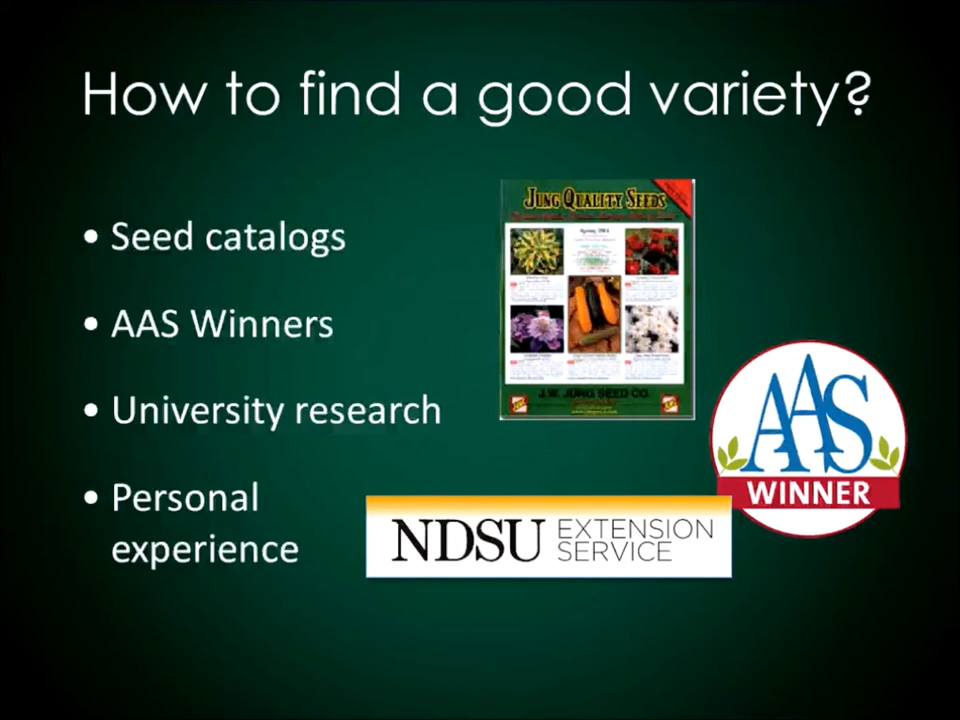 How to find a good variety?
• Seed catalogs
• AAS Winners
• University research
• Personal
experience
JUNG QUALITY SEEDS
J.W. JUNG SEED CO.
AAS
WINNER
NDSU EXTENSION
SERVICE